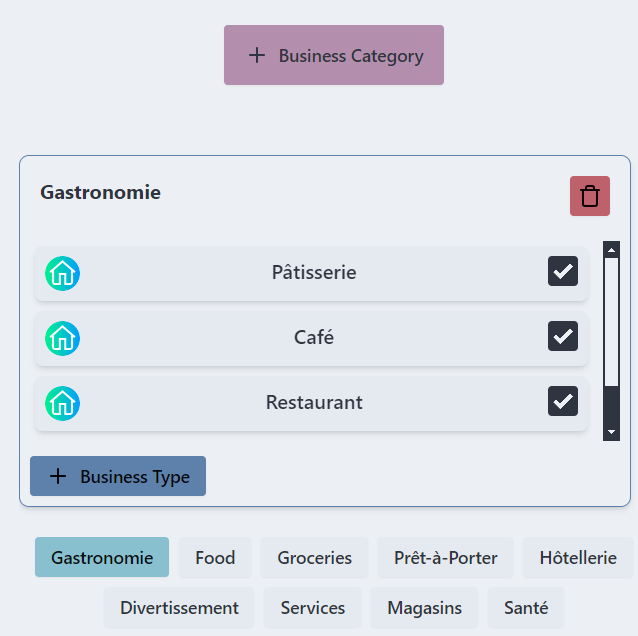 Business Category
Gastronomie
Pâtisserie
Café
Restaurant
Business Type
Gastronomie Food Groceries Prêt-à-Porter Hôtellerie
Divertissement Services Magasins Santé